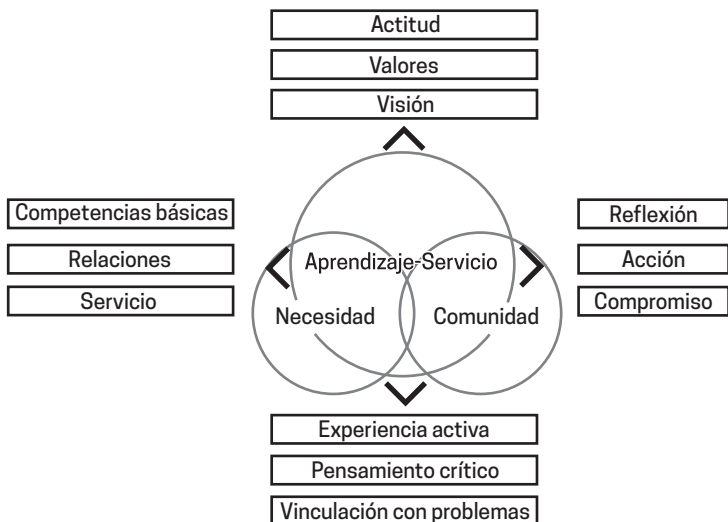 Actitud
Valores
Visión
Competencias básicas
Relaciones
Servicio
Aprendizaje-Servicio
Necesidad
Comunidad
Reflexión
Acción
Compromiso
Experiencia activa
Pensamiento crítico
Vinculación con problemas